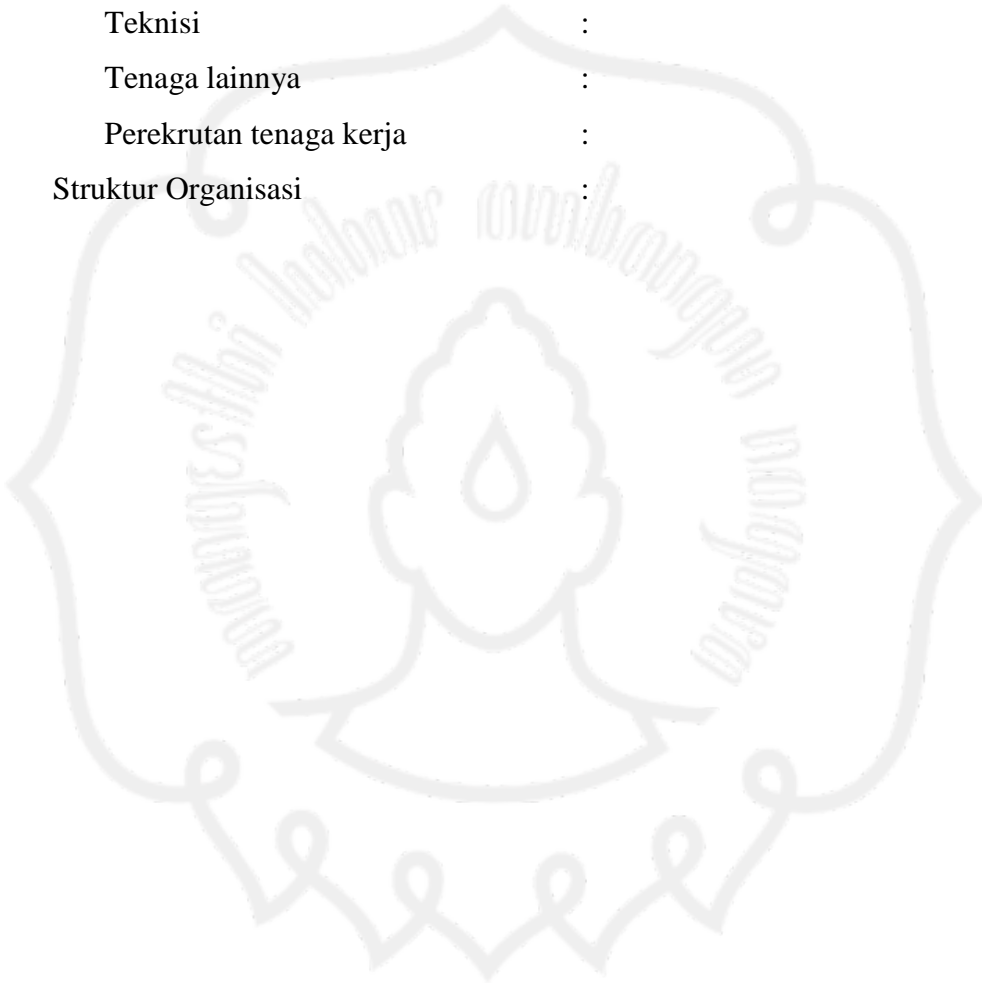 Teknisi :
Tenaga lainnya :
Perekrutan tenaga kerja :
Struktur Organisasi :